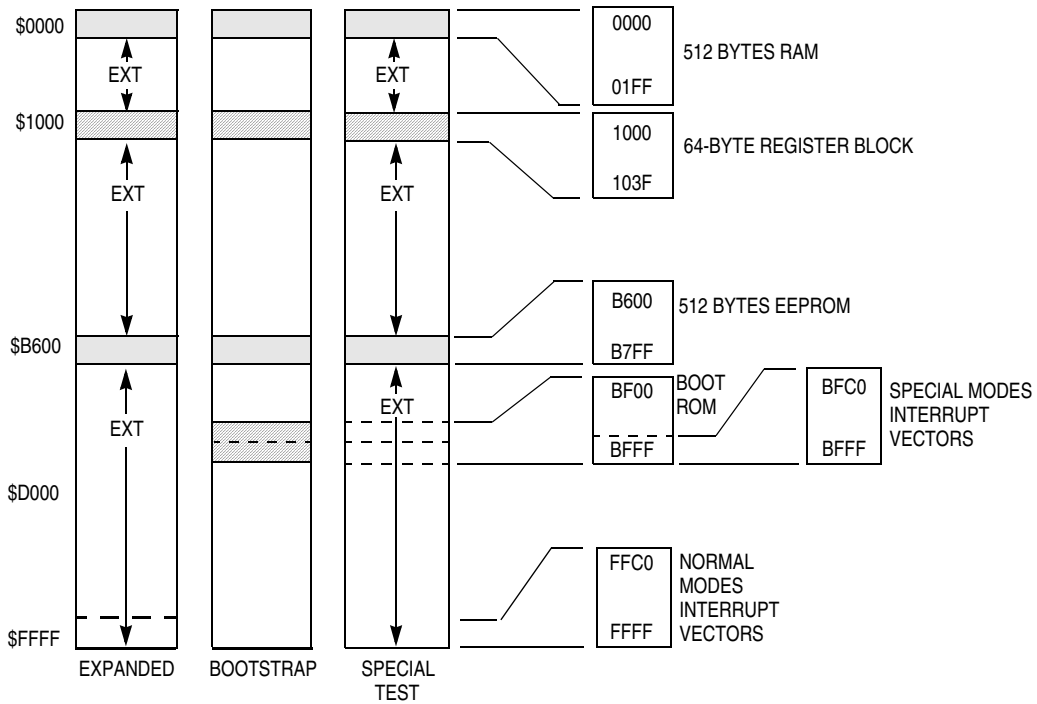 $0000
EXT
$1000
EXT
$B600
EXT
$D000
$FFFF
EXPANDED
BOOTSTRAP
EXT
EXT
EXT
SPECIAL
TEST
0000
01FF
512 BYTES RAM
1000
103F
64-BYTE REGISTER BLOCK
B600
B7FF
512 BYTES EEPROM
BF00
BFFF
BOOT
ROM
BFC0
BFFF
SPECIAL MODES
INTERRUPT
VECTORS
FFC0
FFFF
NORMAL
MODES
INTERRUPT
VECTORS